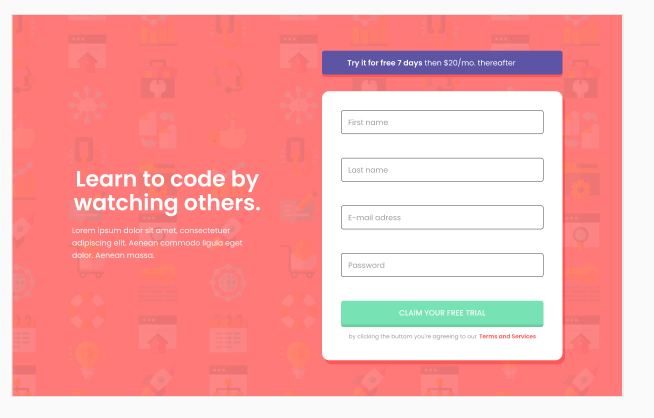 Try it for free 7 days then $20/mo. thereafter
Learn to code by
watching others.
Lorem ipsum dolor sit amet, consectetuer
adipiscing elit. Aenean commodo ligula eget
dolor. Aenean massa.
First name
Last name
E-mail adress
Password
CLAIM YOUR FREE TRIAL
by clicking the buttom you're agreeing to our Terms and Services